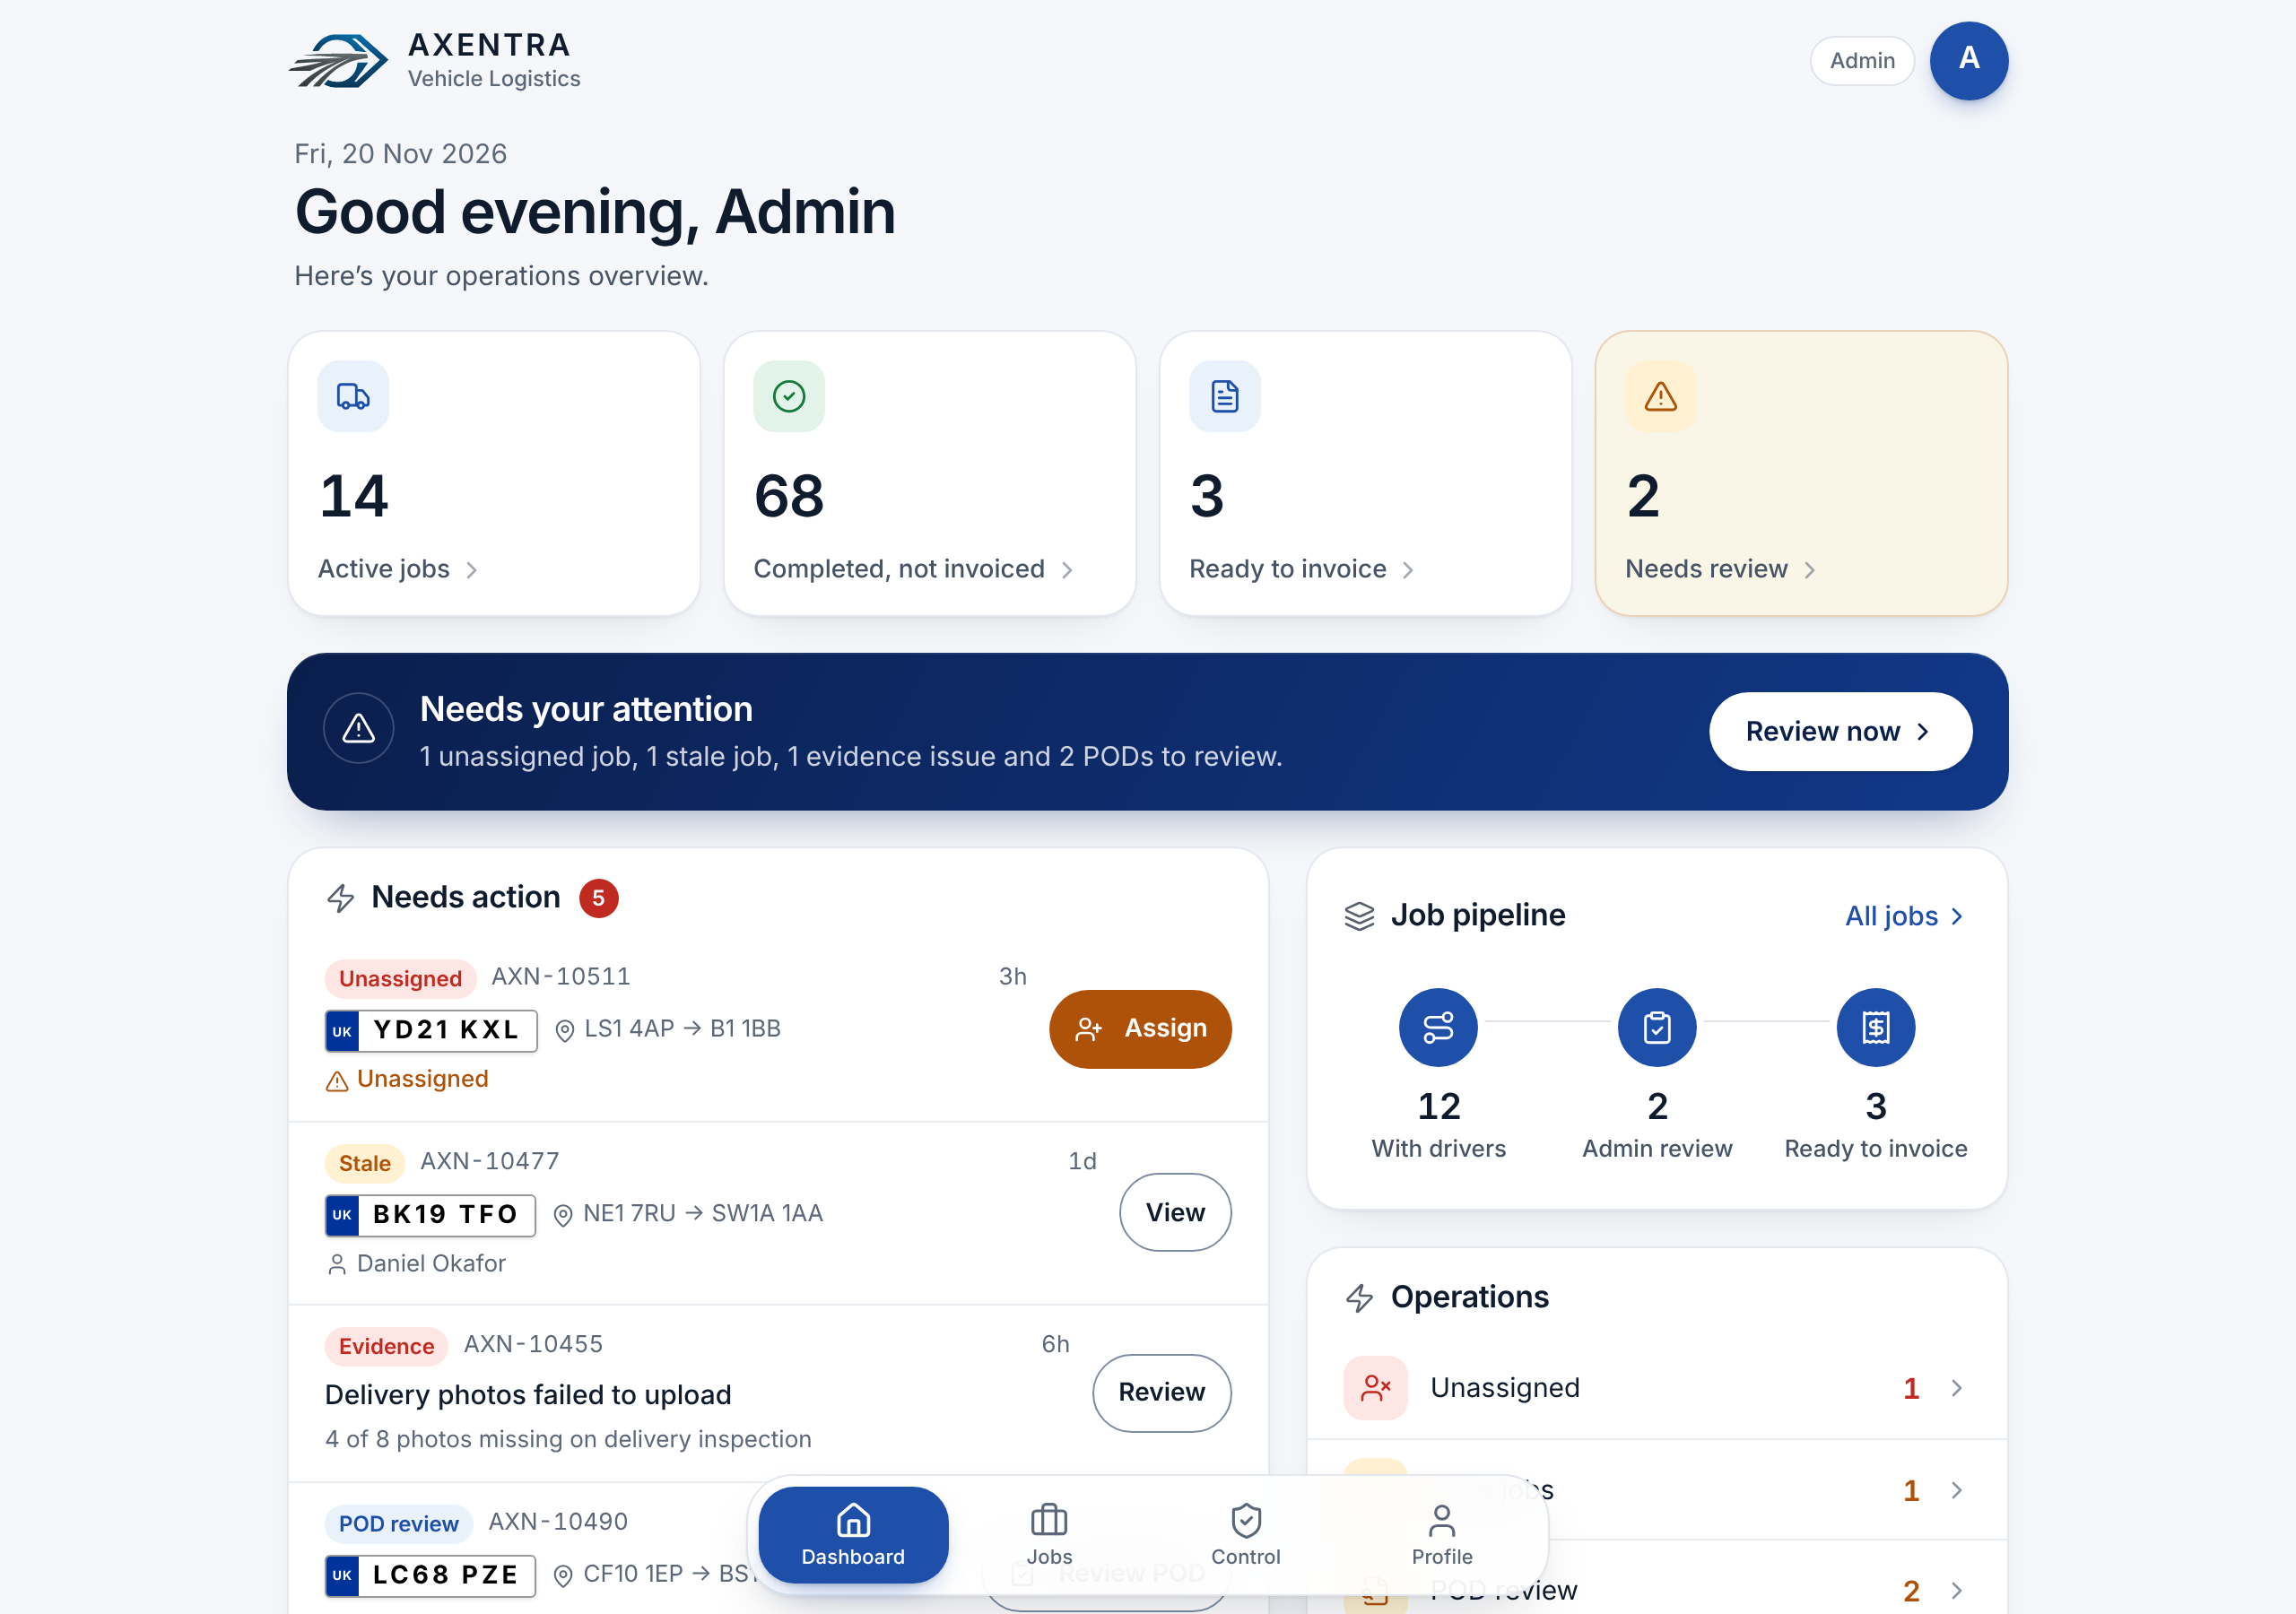 AXENTRA
Vehicle Logistics
Admin
A
Fri, 20 Nov 2026
Good evening, Admin
Here’s your operations overview.
14
Active jobs
68
Completed, not invoiced
3
Ready to invoice
2
Needs review
Needs your attention
1 unassigned job, 1 stale job, 1 evidence issue and 2 PODs to review.
Review now
Needs action 5
Unassigned AXN-10511 3h
UK YD21 KXL LS1 4AP → B1 1BB
Assign
Unassigned
Stale AXN-10477 1d
UK BK19 TFO NE1 7RU → SW1A 1AA
View
Daniel Okafor
Evidence AXN-10455 6h
Delivery photos failed to upload
Review
4 of 8 photos missing on delivery inspection
POD review AXN-10490
UK LC68 PZE CF10 1EP →
Review POD
Job pipeline All jobs
12
With drivers
2
Admin review
3
Ready to invoice
Operations
Unassigned 1
jobs 1
POD review 2
Dashboard
Jobs
Control
Profile